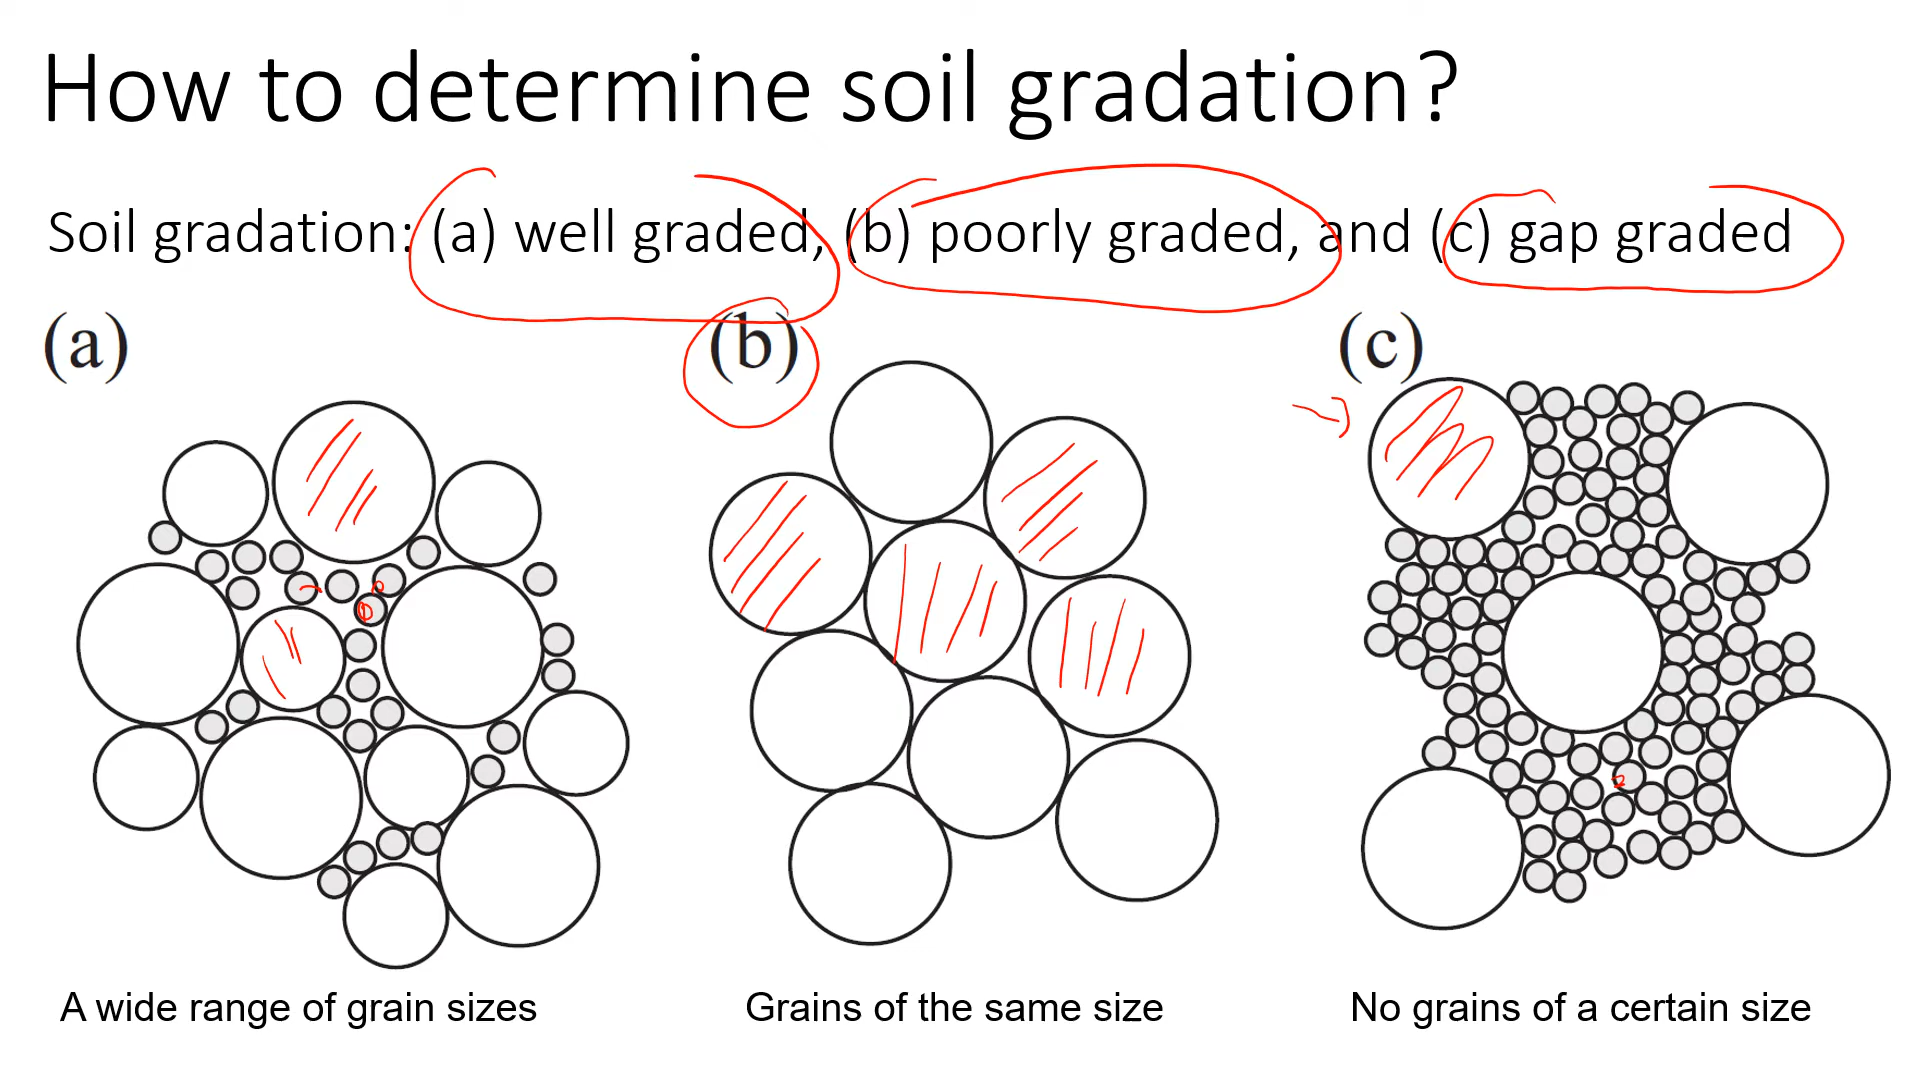 How to determine soil gradation?
Soil gradation: (a) well graded, (b) poorly graded, and (c) gap graded
(a)
(b)
(c)
A wide range of grain sizes
Grains of the same size
No grains of a certain size